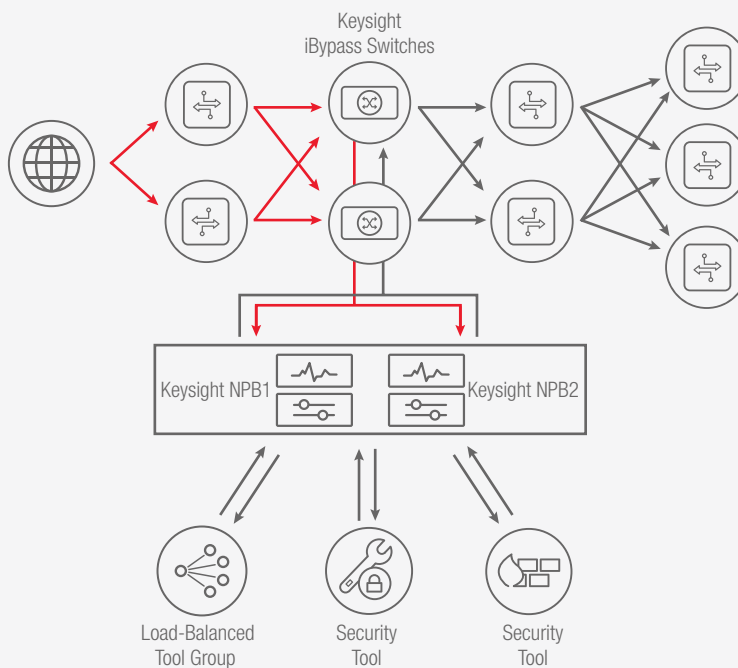 Keysight
iBypass Switches
Keysight NPB1
Keysight NPB2
Load-Balanced
Tool Group
Security
Tool
Security
Tool